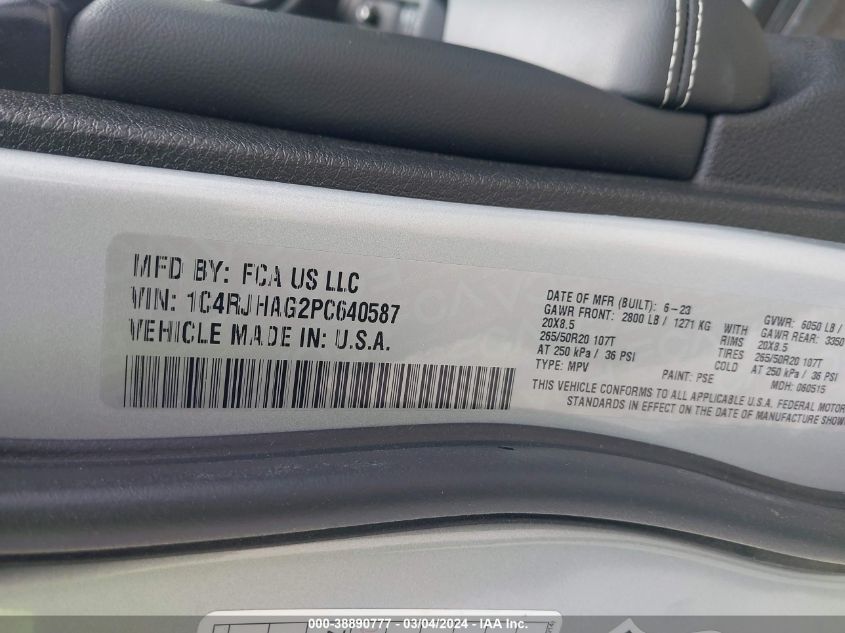 MFD BY: FCA US LLC
VIN: 1C4RJHAG2PC640587
VEHICLE MADE IN: U.S.A.
DATE OF MFR (BUILT): 6-23
GAWR FRONT: 2800 LB / 1271 KG WITH
20X8.5 RIMS
265/50R20 107T TIRES
AT 250 kPa / 36 PSI COLD
TYPE: MPV PAINT: PSE
GVWR: 6050 LB /
GAWR REAR: 3350
20X8.5
265/50R20 107T
AT 250 kPa / 36 PSI
MDH: 060515
THIS VEHICLE CONFORMS TO ALL APPLICABLE U.S.A. FEDERAL MOTOR
STANDARDS IN EFFECT ON THE DATE OF MANUFACTURE SHOW
000-38890777 - 03/04/2024 - IAA Inc.